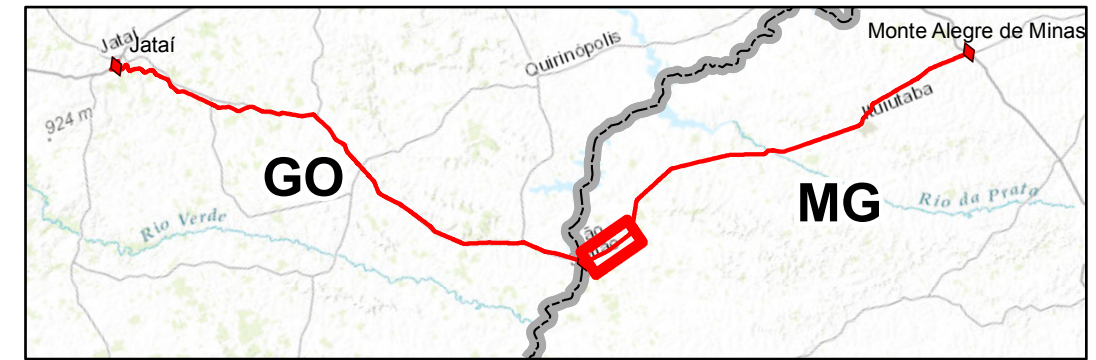 Jataí
Jataí
Monte Alegre de Minas
Quirinópolis
924 m
Ituiutaba
GO
MG
Rio Verde
Rio da Prata